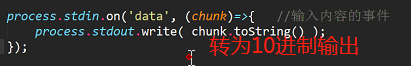 process.stdin.on('data', (chunk)=>{   //输入内容的事件
    process.stdout.write( chunk.toString() );
转为10进制输出
});